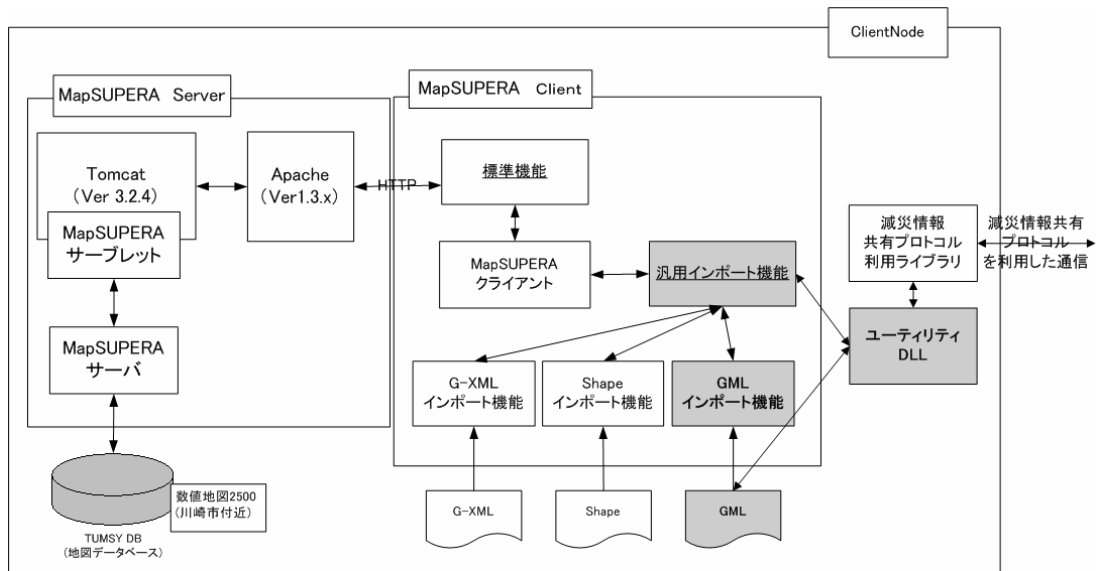 ClientNode
MapSUPERA Server
MapSUPERA Client
Tomcat
（Ver 3.2.4）
Apache
（Ver1.3.x）
HTTP
標準機能
MapSUPERA
サーブレット
MapSUPERA
クライアント
汎用インポート機能
減災情報
共有プロトコル
利用ライブラリ
減災情報共有
プロトコル
を利用した通信
MapSUPERA
サーバ
ユーティリティ
DLL
G-XML
インポート機能
Shape
インポート機能
GML
インポート機能
数値地図2500
（川崎市付近）
TUMSY DB
（地図データベース）
G-XML
Shape
GML